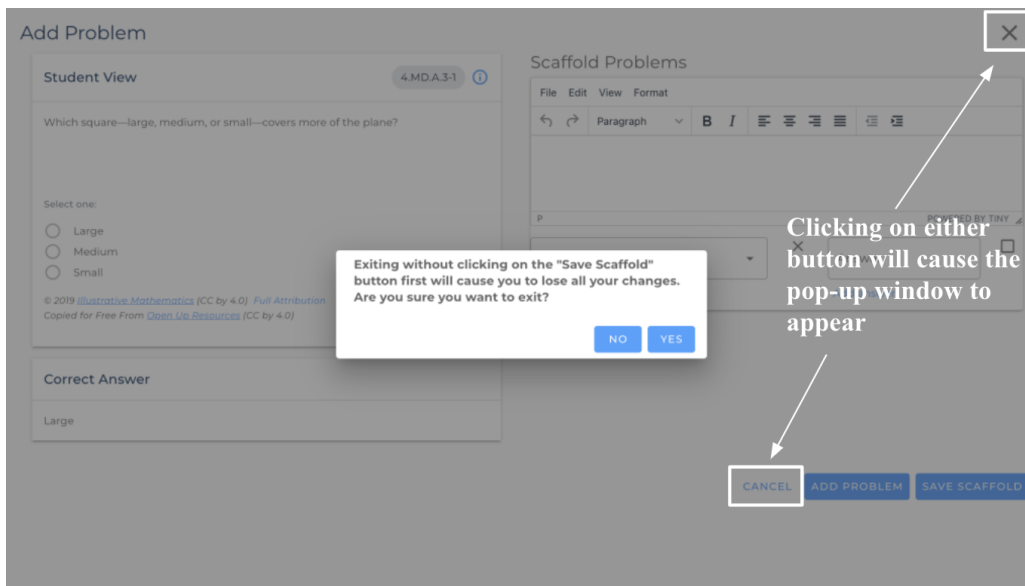 Add Problem
Student View
4.MD.A.3-1
Which square—large, medium, or small—covers more of the plane?
Select one:
Large
Medium
Small
© 2019 Illustrative Mathematics (CC by 4.0) Full Attribution
Copied for Free From Open Up Resources (CC by 4.0)
Correct Answer
Large
Scaffold Problems
File Edit View Format
Paragraph B I
P
POWERED BY TINY
Clicking on either
button will cause the
pop-up window to
appear
Exiting without clicking on the "Save Scaffold"
button first will cause you to lose all your changes.
Are you sure you want to exit?
NO YES
CANCEL ADD PROBLEM SAVE SCAFFOLD